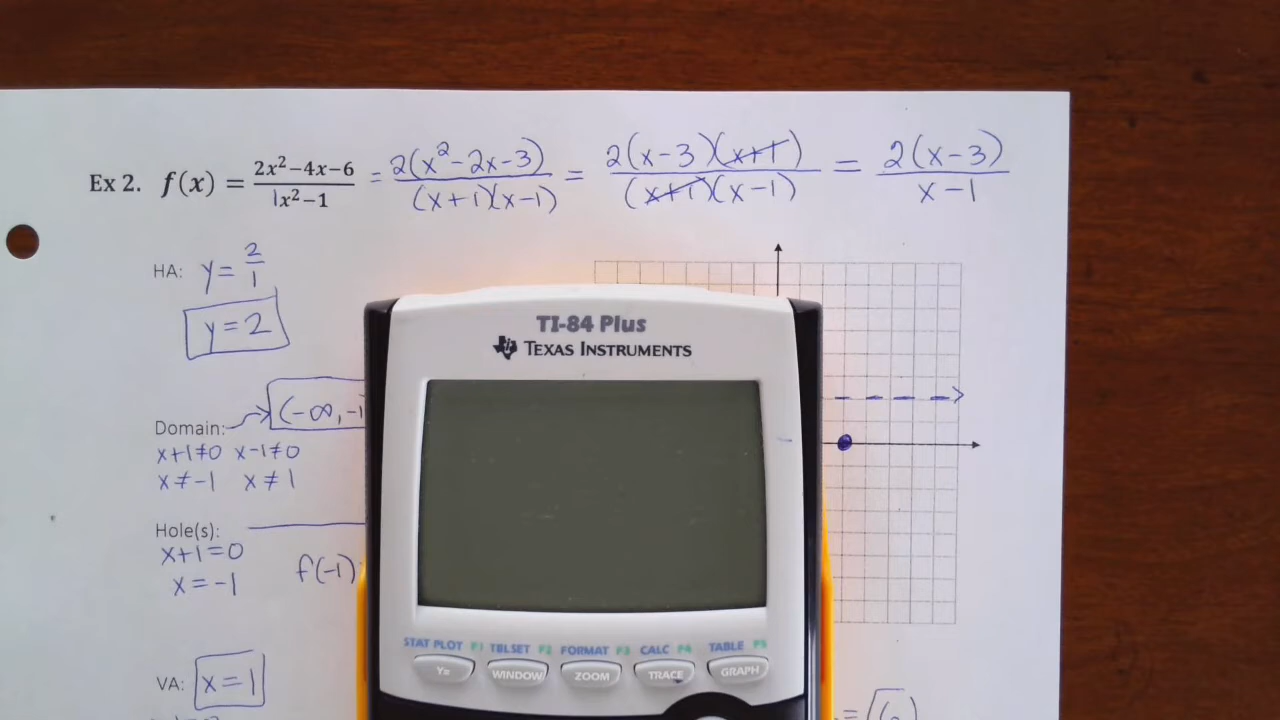 Ex 2. f(x) = 2x²−4x−6 / 1x²−1 = 2(x²−2x−3) / (x+1)(x−1) = 2(x−3)(x+1) / (x+1)(x−1) = 2(x−3) / x−1
HA: y = 2/1
y = 2
TI-84 Plus
TEXAS INSTRUMENTS
Domain: (−∞, −1
x+1≠0 x−1≠0
x≠−1 x≠1
Hole(s):
x+1=0
x=−1 f(−1)
STAT PLOT F1 TBLSET F2 FORMAT F3 CALC F4 TABLE F5
Y= WINDOW ZOOM TRACE GRAPH
VA: x=1